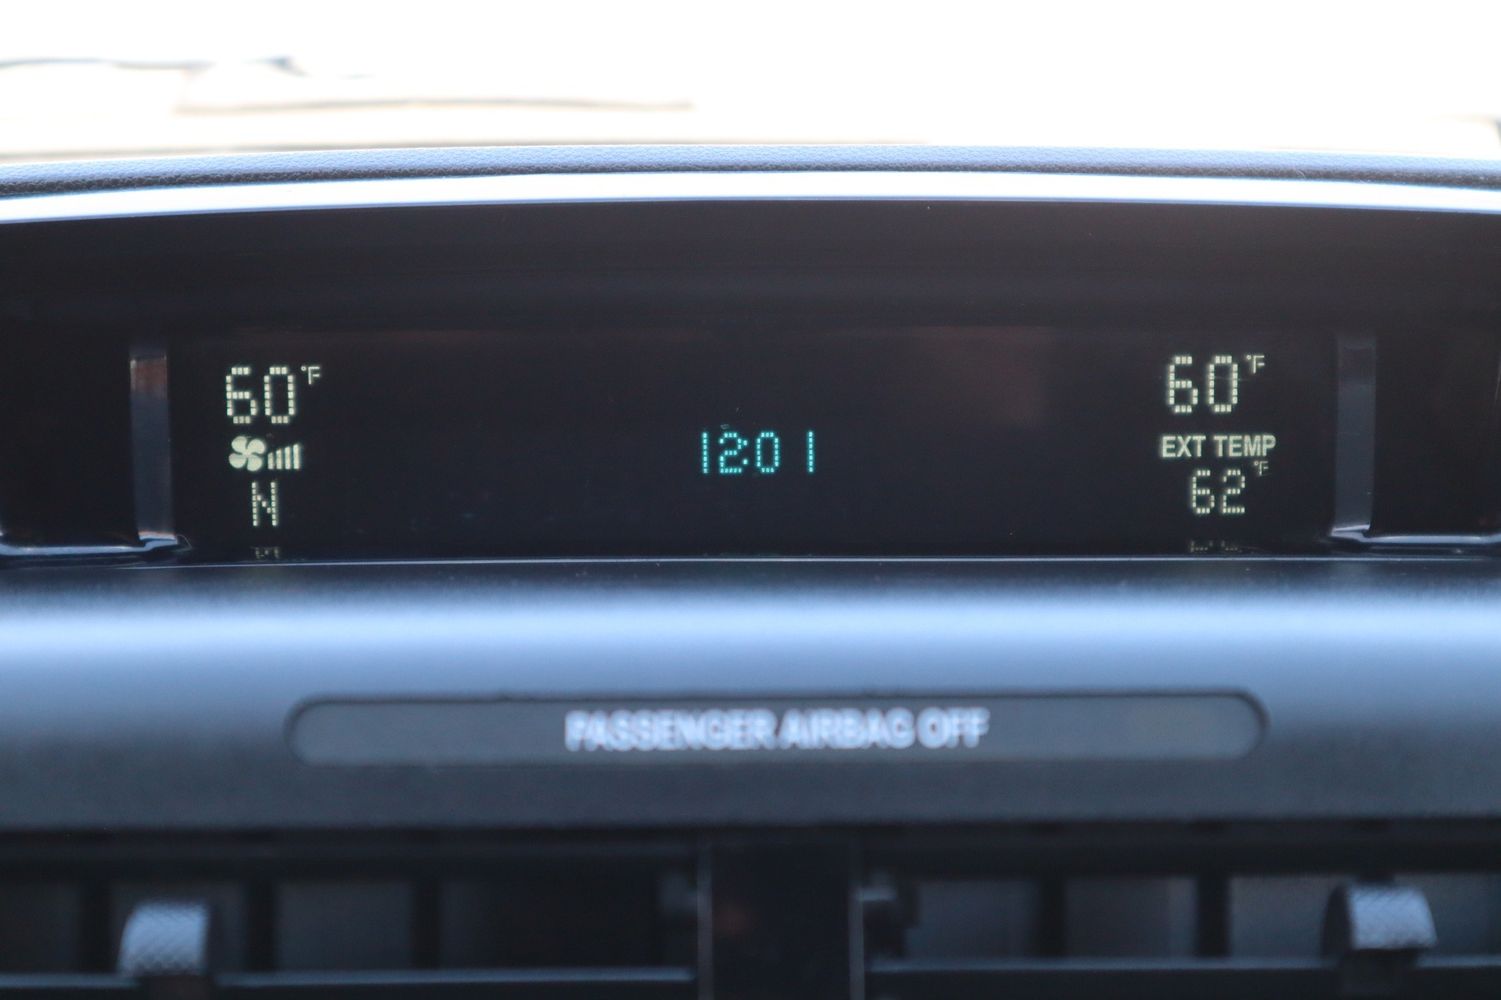 60°F
N
12:01
60°F
EXT TEMP
62°F
PASSENGER AIRBAG OFF